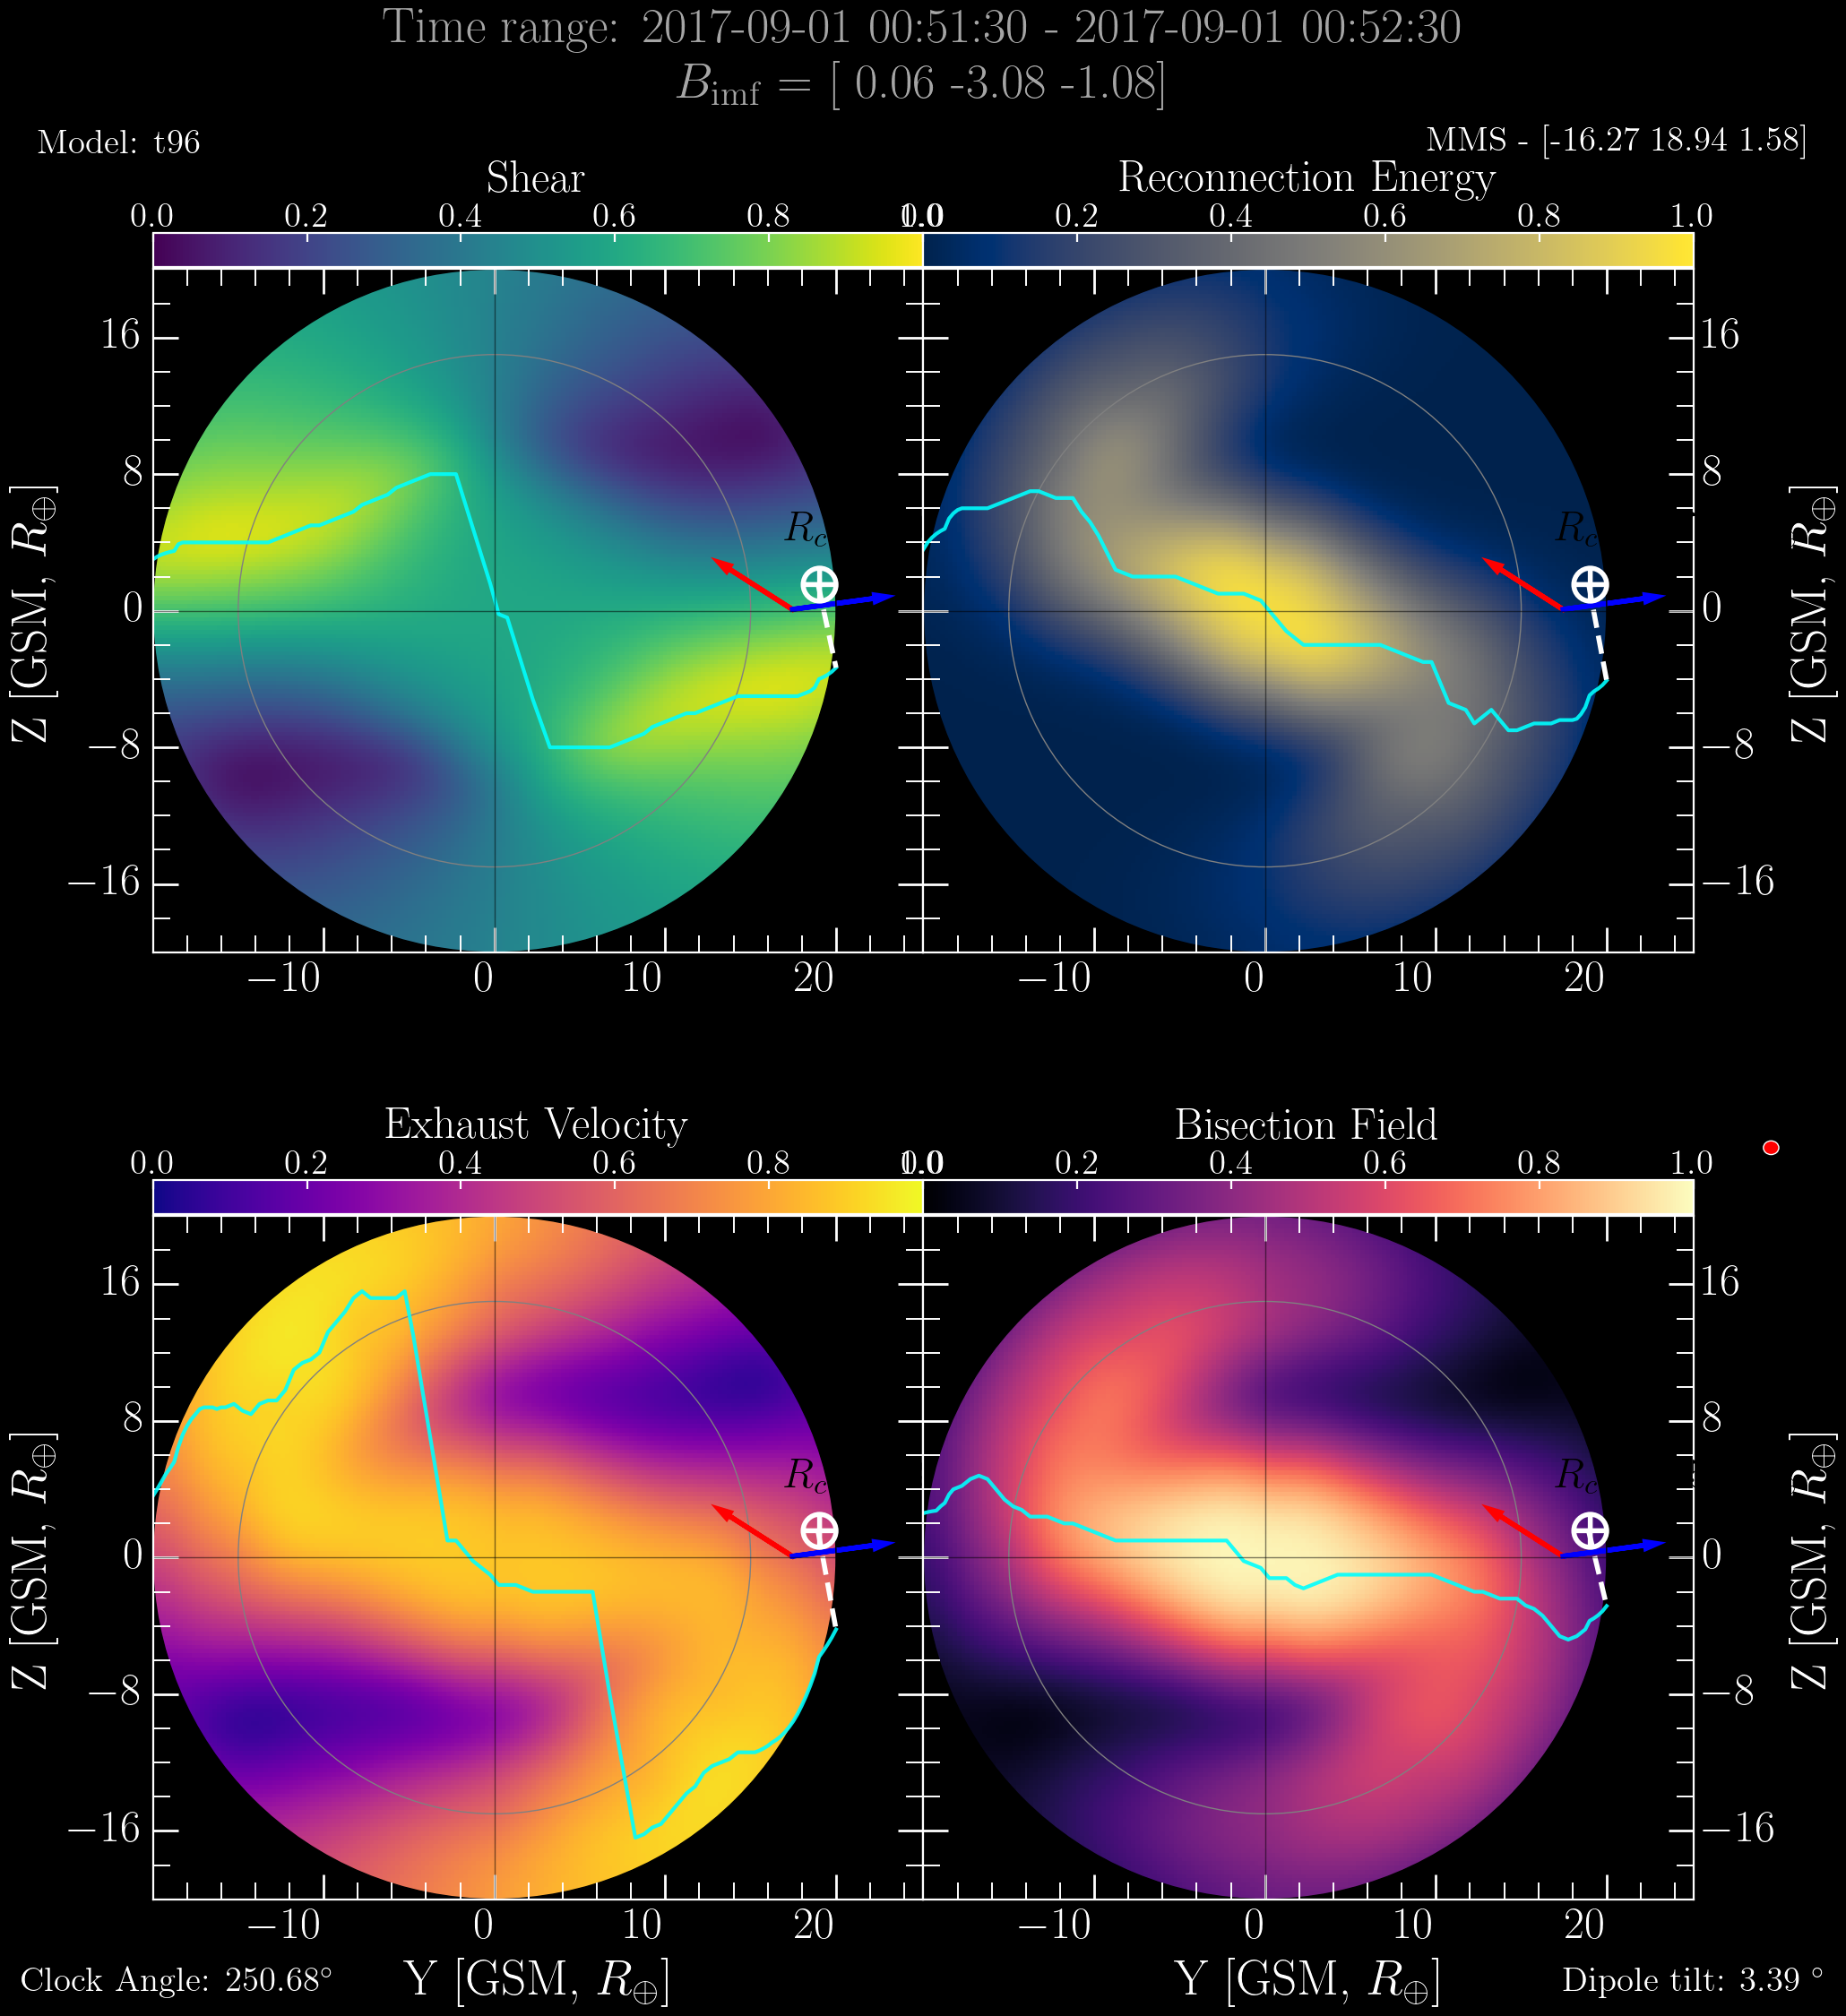 Time range: 2017-09-01 00:51:30 - 2017-09-01 00:52:30
B_imf = [ 0.06 -3.08 -1.08]
Model: t96
MMS - [-16.27 18.94 1.58]
Shear
Reconnection Energy
0.0 0.2 0.4 0.6 0.8 1.0
0.0 0.2 0.4 0.6 0.8 1.0
16
8
0
−8
−16
Z [GSM, R⊕]
R_c
R_c
16
8
0
−8
−16
Z [GSM, R⊕]
−10 0 10 20
−10 0 10 20
Exhaust Velocity
Bisection Field
0.0 0.2 0.4 0.6 0.8 1.0
0.0 0.2 0.4 0.6 0.8 1.0
16
8
0
−8
−16
Z [GSM, R⊕]
R_c
R_c
16
8
0
−8
−16
Z [GSM, R⊕]
−10 0 10 20
−10 0 10 20
Y [GSM, R⊕]
Y [GSM, R⊕]
Clock Angle: 250.68°
Dipole tilt: 3.39 °